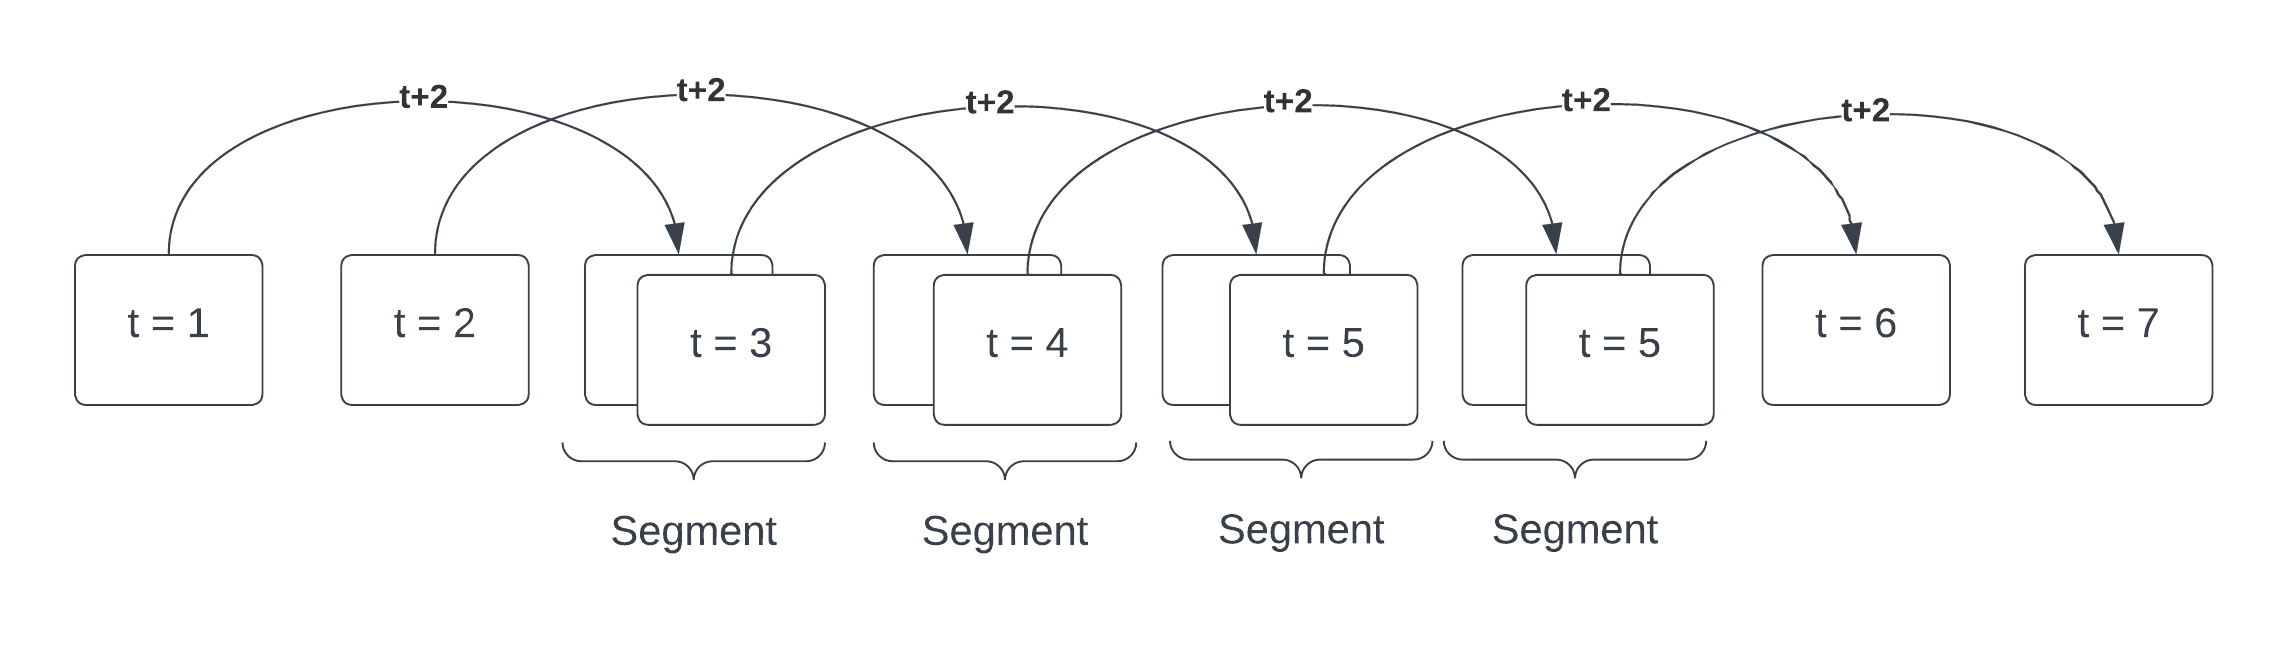 t+2
t+2
t+2
t+2
t+2
t+2
t = 1
t = 2
t = 3
t = 4
t = 5
t = 5
t = 6
t = 7
Segment
Segment
Segment
Segment